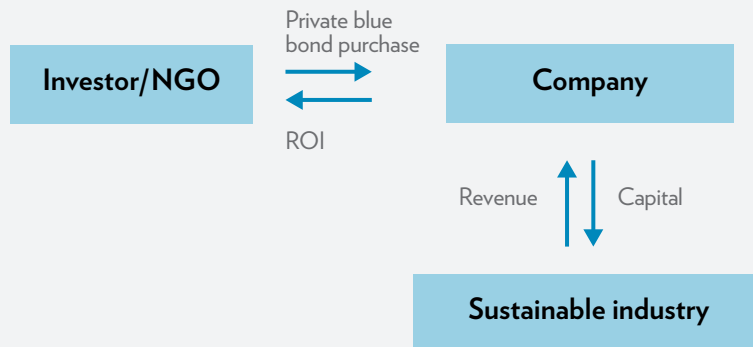 Private blue
bond purchase
Investor/NGO
Company
ROI
Revenue
Capital
Sustainable industry